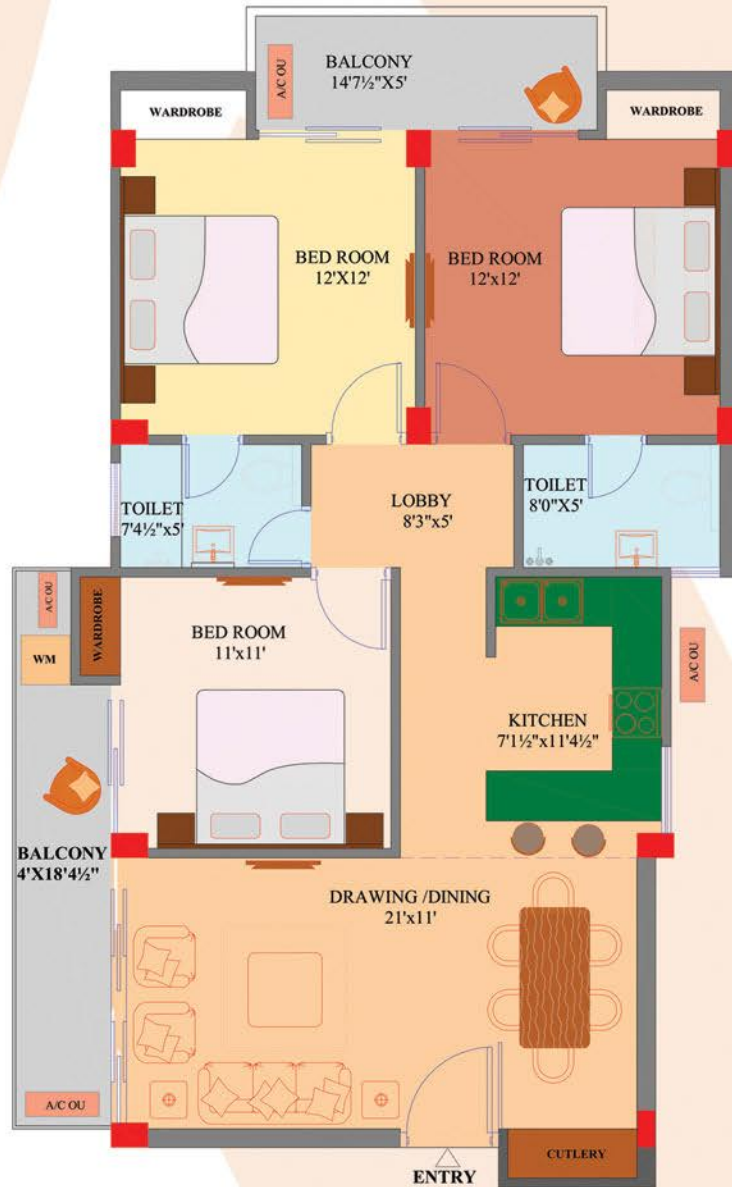 BALCONY
14'7½"X5'
A/C OU
WARDROBE
WARDROBE
BED ROOM
12'X12'
BED ROOM
12'x12'
TOILET
7'4½"x5'
LOBBY
8'3"x5'
TOILET
8'0"X5'
A/C OU
WM
WARDROBE
BED ROOM
11'x11'
A/C OU
KITCHEN
7'1½"x11'4½"
BALCONY
4'X18'4½"
DRAWING /DINING
21'x11'
A/C OU
ENTRY
CUTLERY